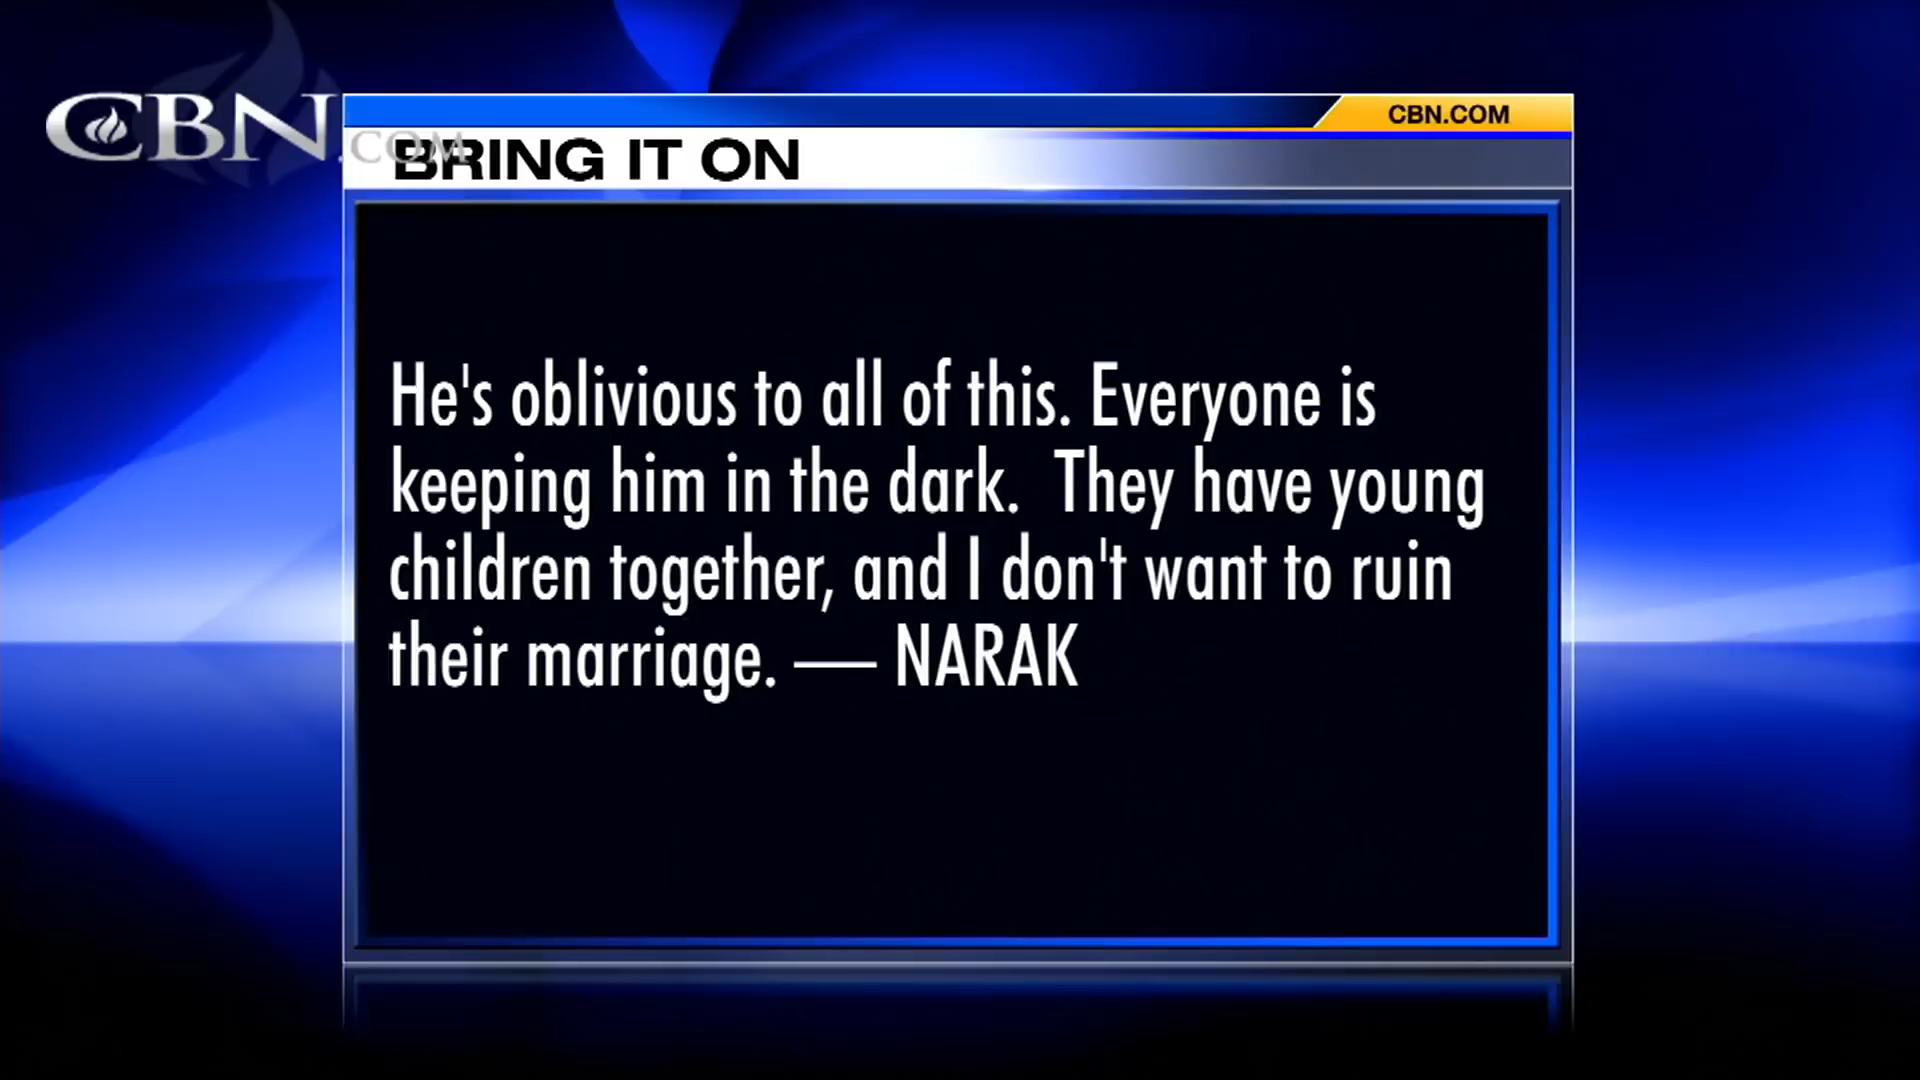 CBN.COM
CBN.COM
BRING IT ON
He's oblivious to all of this. Everyone is
keeping him in the dark.  They have young
children together, and I don't want to ruin
their marriage. — NARAK